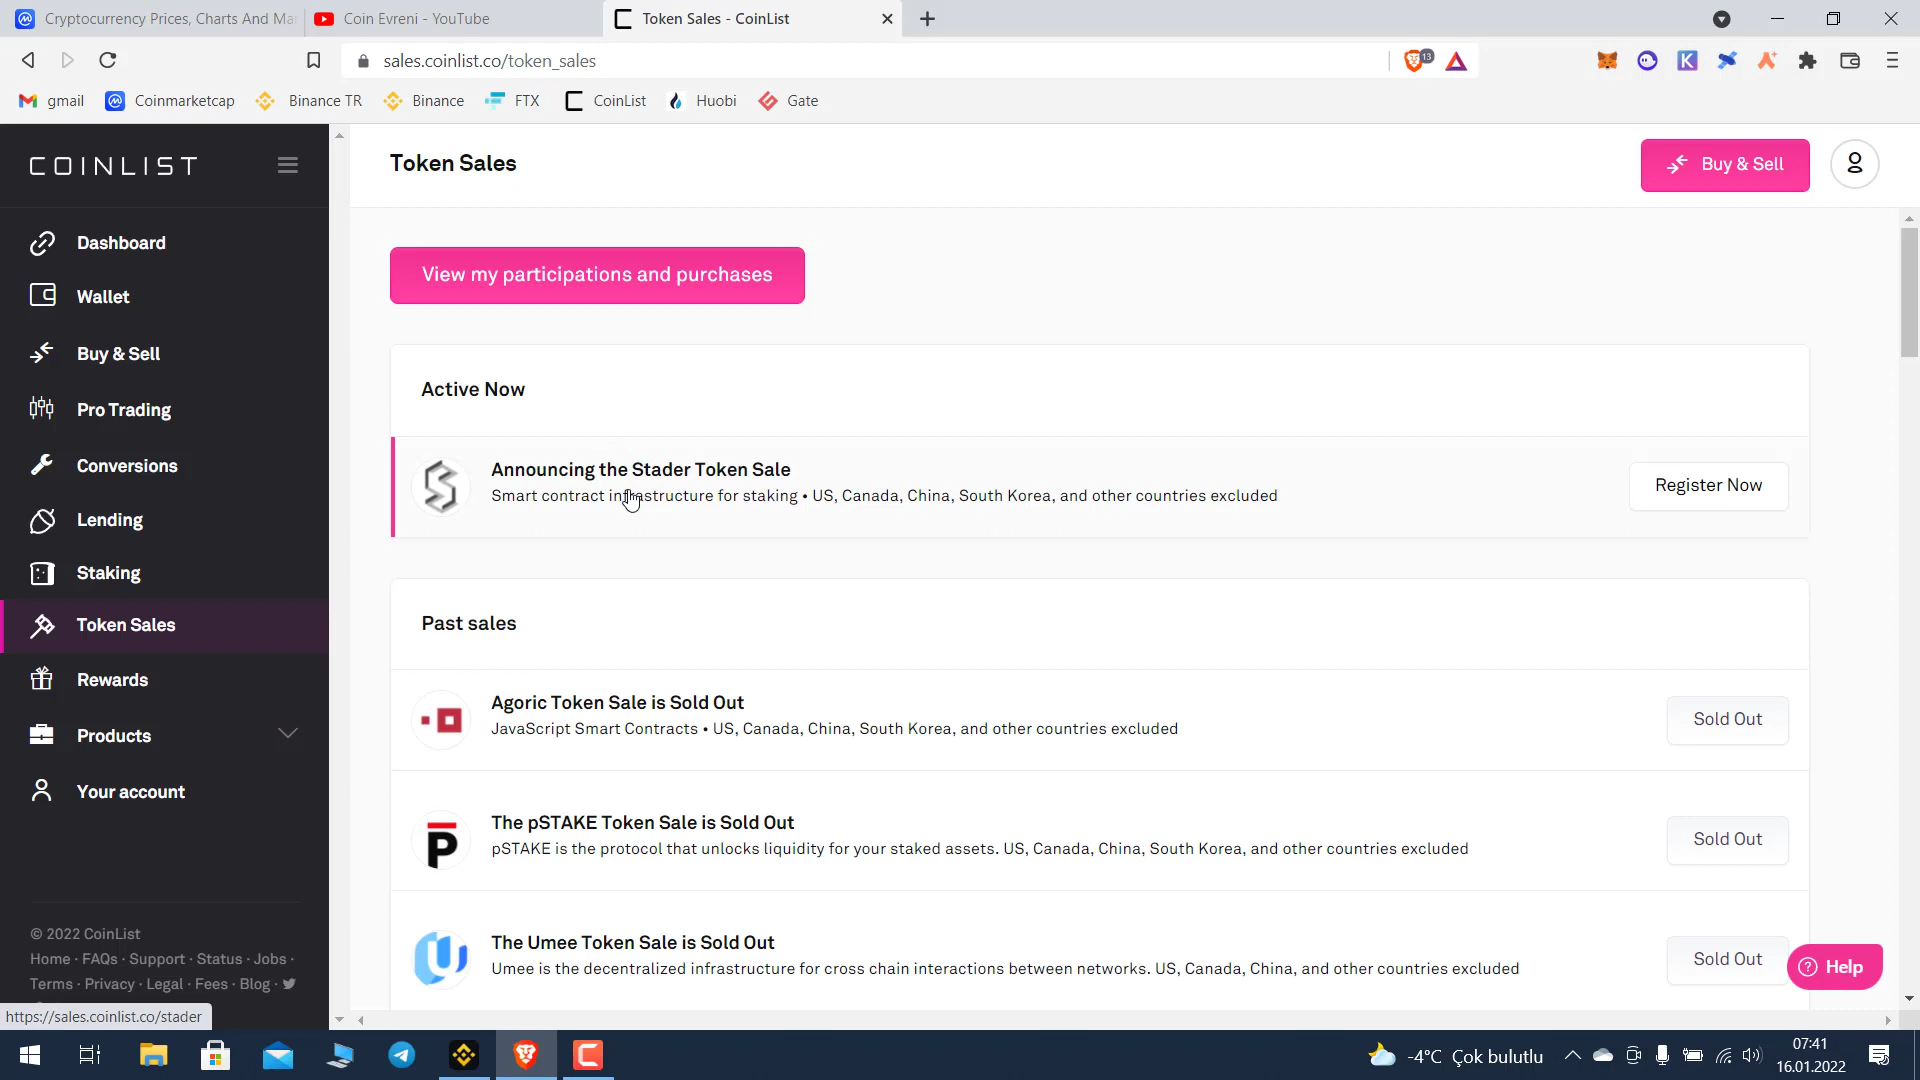 Cryptocurrency Prices, Charts And Ma
Coin Evreni - YouTube
Token Sales - CoinList
sales.coinlist.co/token_sales
13
gmail
Coinmarketcap
Binance TR
Binance
FTX
CoinList
Huobi
Gate
COINLIST
Token Sales
Buy & Sell
Dashboard
Wallet
Buy & Sell
Pro Trading
Conversions
Lending
Staking
Token Sales
Rewards
Products
Your account
© 2022 CoinList
Home · FAQs · Support · Status · Jobs ·
Terms · Privacy · Legal · Fees · Blog ·
https://sales.coinlist.co/stader
View my participations and purchases
Active Now
Announcing the Stader Token Sale
Smart contract infrastructure for staking • US, Canada, China, South Korea, and other countries excluded
Register Now
Past sales
Agoric Token Sale is Sold Out
JavaScript Smart Contracts • US, Canada, China, South Korea, and other countries excluded
Sold Out
The pSTAKE Token Sale is Sold Out
pSTAKE is the protocol that unlocks liquidity for your staked assets. US, Canada, China, South Korea, and other countries excluded
Sold Out
The Umee Token Sale is Sold Out
Umee is the decentralized infrastructure for cross chain interactions between networks. US, Canada, China, and other countries excluded
Sold Out
Help
-4°C Çok bulutlu
07:41
16.01.2022